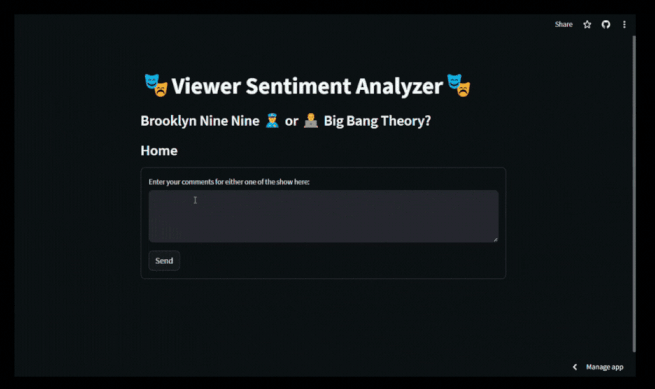 Share
🎭 Viewer Sentiment Analyzer 🎭
Brooklyn Nine Nine 👮 or 👨‍💻 Big Bang Theory?
Home
Enter your comments for either one of the show here:
Send
Manage app